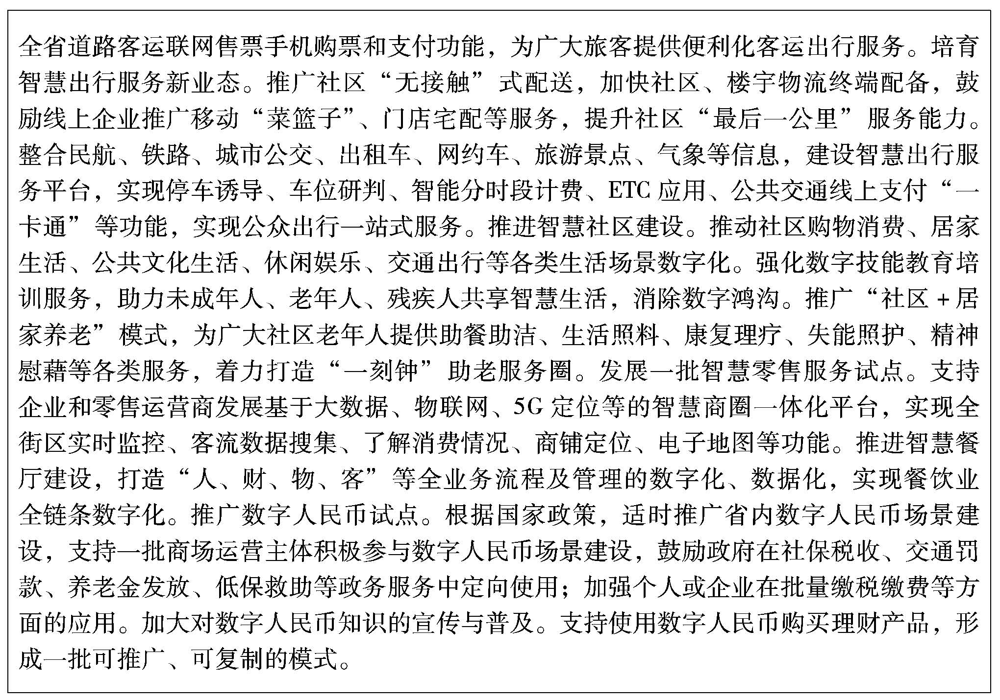 全省道路客运联网售票手机购票和支付功能，为广大旅客提供便利化客运出行服务。培育
智慧出行服务新业态。推广社区“无接触”式配送，加快社区、楼宇物流终端配备，鼓
励线上企业推广移动“菜篮子”、门店宅配等服务，提升社区“最后一公里”服务能力。
整合民航、铁路、城市公交、出租车、网约车、旅游景点、气象等信息，建设智慧出行服
务平台，实现停车诱导、车位研判、智能分时段计费、ETC应用、公共交通线上支付“一
卡通”等功能，实现公众出行一站式服务。推进智慧社区建设。推动社区购物消费、居家
生活、公共文化生活、休闲娱乐、交通出行等各类生活场景数字化。强化数字技能教育培
训服务，助力未成年人、老年人、残疾人共享智慧生活，消除数字鸿沟。推广“社区+居
家养老”模式，为广大社区老年人提供助餐助洁、生活照料、康复理疗、失能照护、精神
慰藉等各类服务，着力打造“一刻钟”助老服务圈。发展一批智慧零售服务试点。支持
企业和零售运营商发展基于大数据、物联网、5G定位等的智慧商圈一体化平台，实现全
街区实时监控、客流数据搜集、了解消费情况、商铺定位、电子地图等功能。推进智慧餐
厅建设，打造“人、财、物、客”等全业务流程及管理的数字化、数据化，实现餐饮业
全链条数字化。推广数字人民币试点。根据国家政策，适时推广省内数字人民币场景建
设，支持一批商场运营主体积极参与数字人民币场景建设，鼓励政府在社保税收、交通罚
款、养老金发放、低保救助等政务服务中定向使用；加强个人或企业在批量缴税缴费等方
面的应用。加大对数字人民币知识的宣传与普及。支持使用数字人民币购买理财产品，形
成一批可推广、可复制的模式。